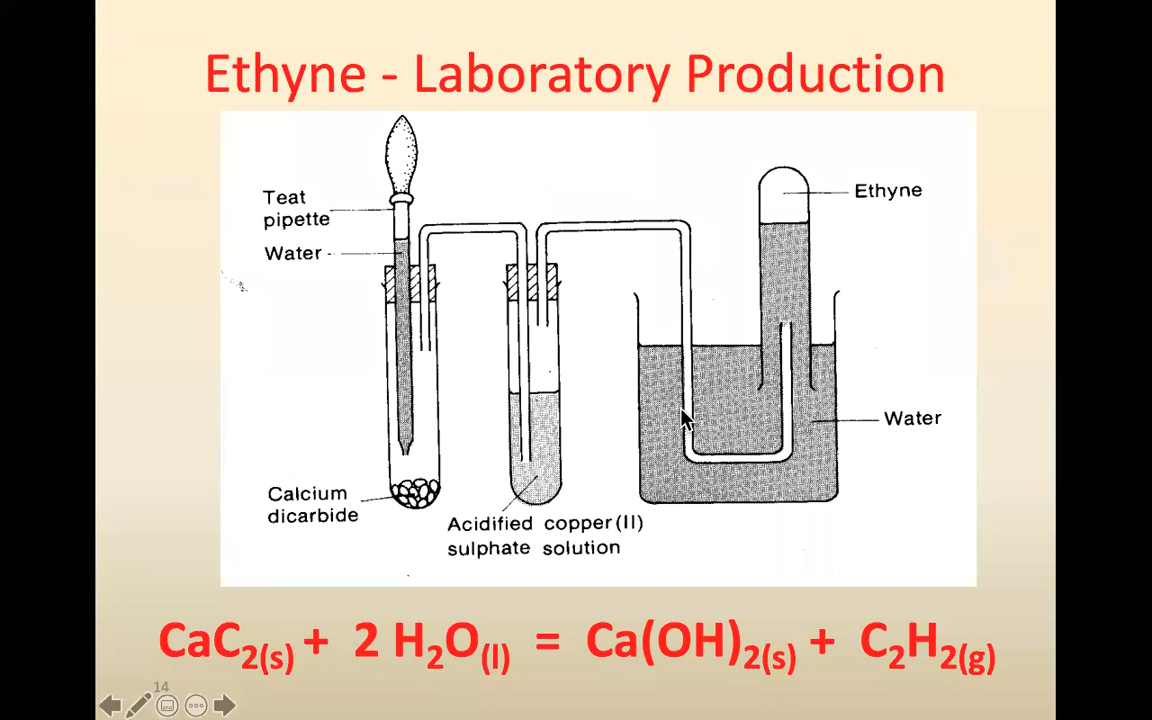 Ethyne - Laboratory Production
Teat
pipette
Water
Ethyne
Water
Calcium
dicarbide
Acidified copper (II)
sulphate solution
CaC₂(s) + 2 H₂O(l) = Ca(OH)₂(s) + C₂H₂(g)
14